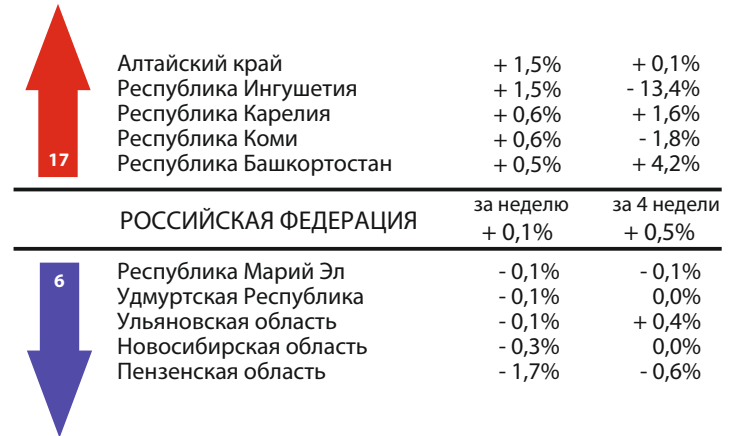 Алтайский край + 1,5% + 0,1%
Республика Ингушетия + 1,5% - 13,4%
Республика Карелия + 0,6% + 1,6%
Республика Коми + 0,6% - 1,8%
17 Республика Башкортостан + 0,5% + 4,2%
за неделю за 4 недели
РОССИЙСКАЯ ФЕДЕРАЦИЯ + 0,1% + 0,5%
6 Республика Марий Эл - 0,1% - 0,1%
Удмуртская Республика - 0,1% 0,0%
Ульяновская область - 0,1% + 0,4%
Новосибирская область - 0,3% 0,0%
Пензенская область - 1,7% - 0,6%